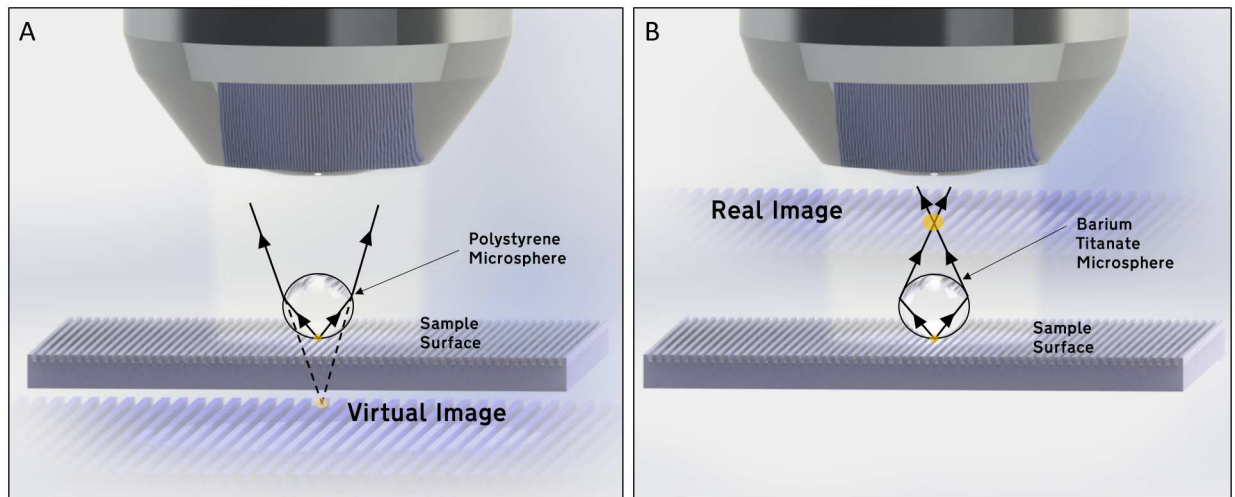 A
Polystyrene
Microsphere
Sample
Surface
Virtual Image
B
Real Image
Barium
Titanate
Microsphere
Sample
Surface